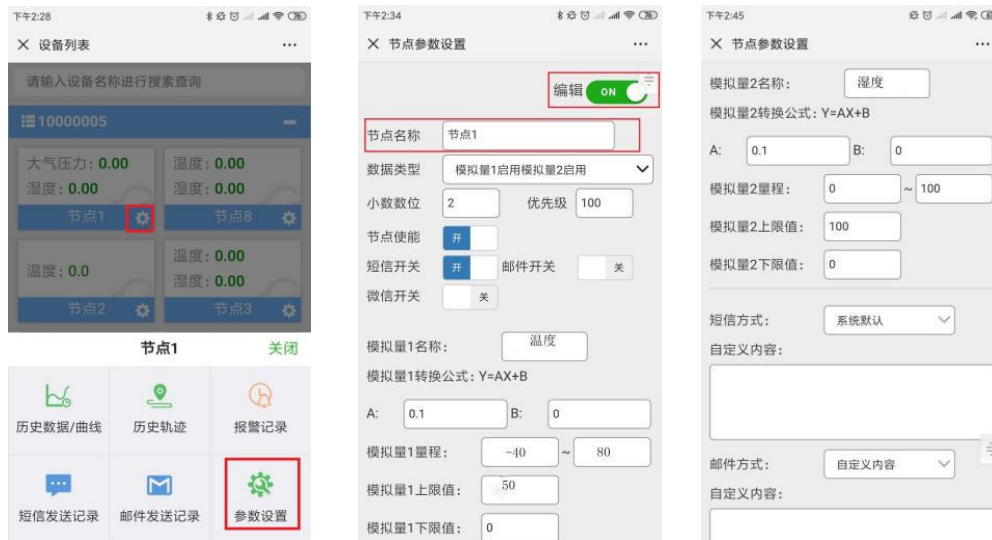 下午2:28
设备列表
请输入设备名称进行搜索查询
10000005
大气压力: 0.00 温度: 0.00
湿度: 0.00 湿度: 0.00
节点1 节点8
温度: 0.0 温度: 0.00
湿度: 0.00
节点2 节点3
节点1 关闭
历史数据/曲线 历史轨迹 报警记录
短信发送记录 邮件发送记录 参数设置
下午2:34
节点参数设置
编辑 ON
节点名称 节点1
数据类型 模拟量1启用模拟量2启用
小数数位 2 优先级 100
节点使能 开
短信开关 开 邮件开关 关
微信开关 关
模拟量1名称: 温度
模拟量1转换公式: Y=AX+B
A: 0.1 B: 0
模拟量1量程: -40 ~ 80
模拟量1上限值: 50
模拟量1下限值: 0
下午2:45
节点参数设置
模拟量2名称: 湿度
模拟量2转换公式: Y=AX+B
A: 0.1 B: 0
模拟量2量程: 0 ~ 100
模拟量2上限值: 100
模拟量2下限值: 0
短信方式: 系统默认
自定义内容:
邮件方式: 自定义内容
自定义内容: